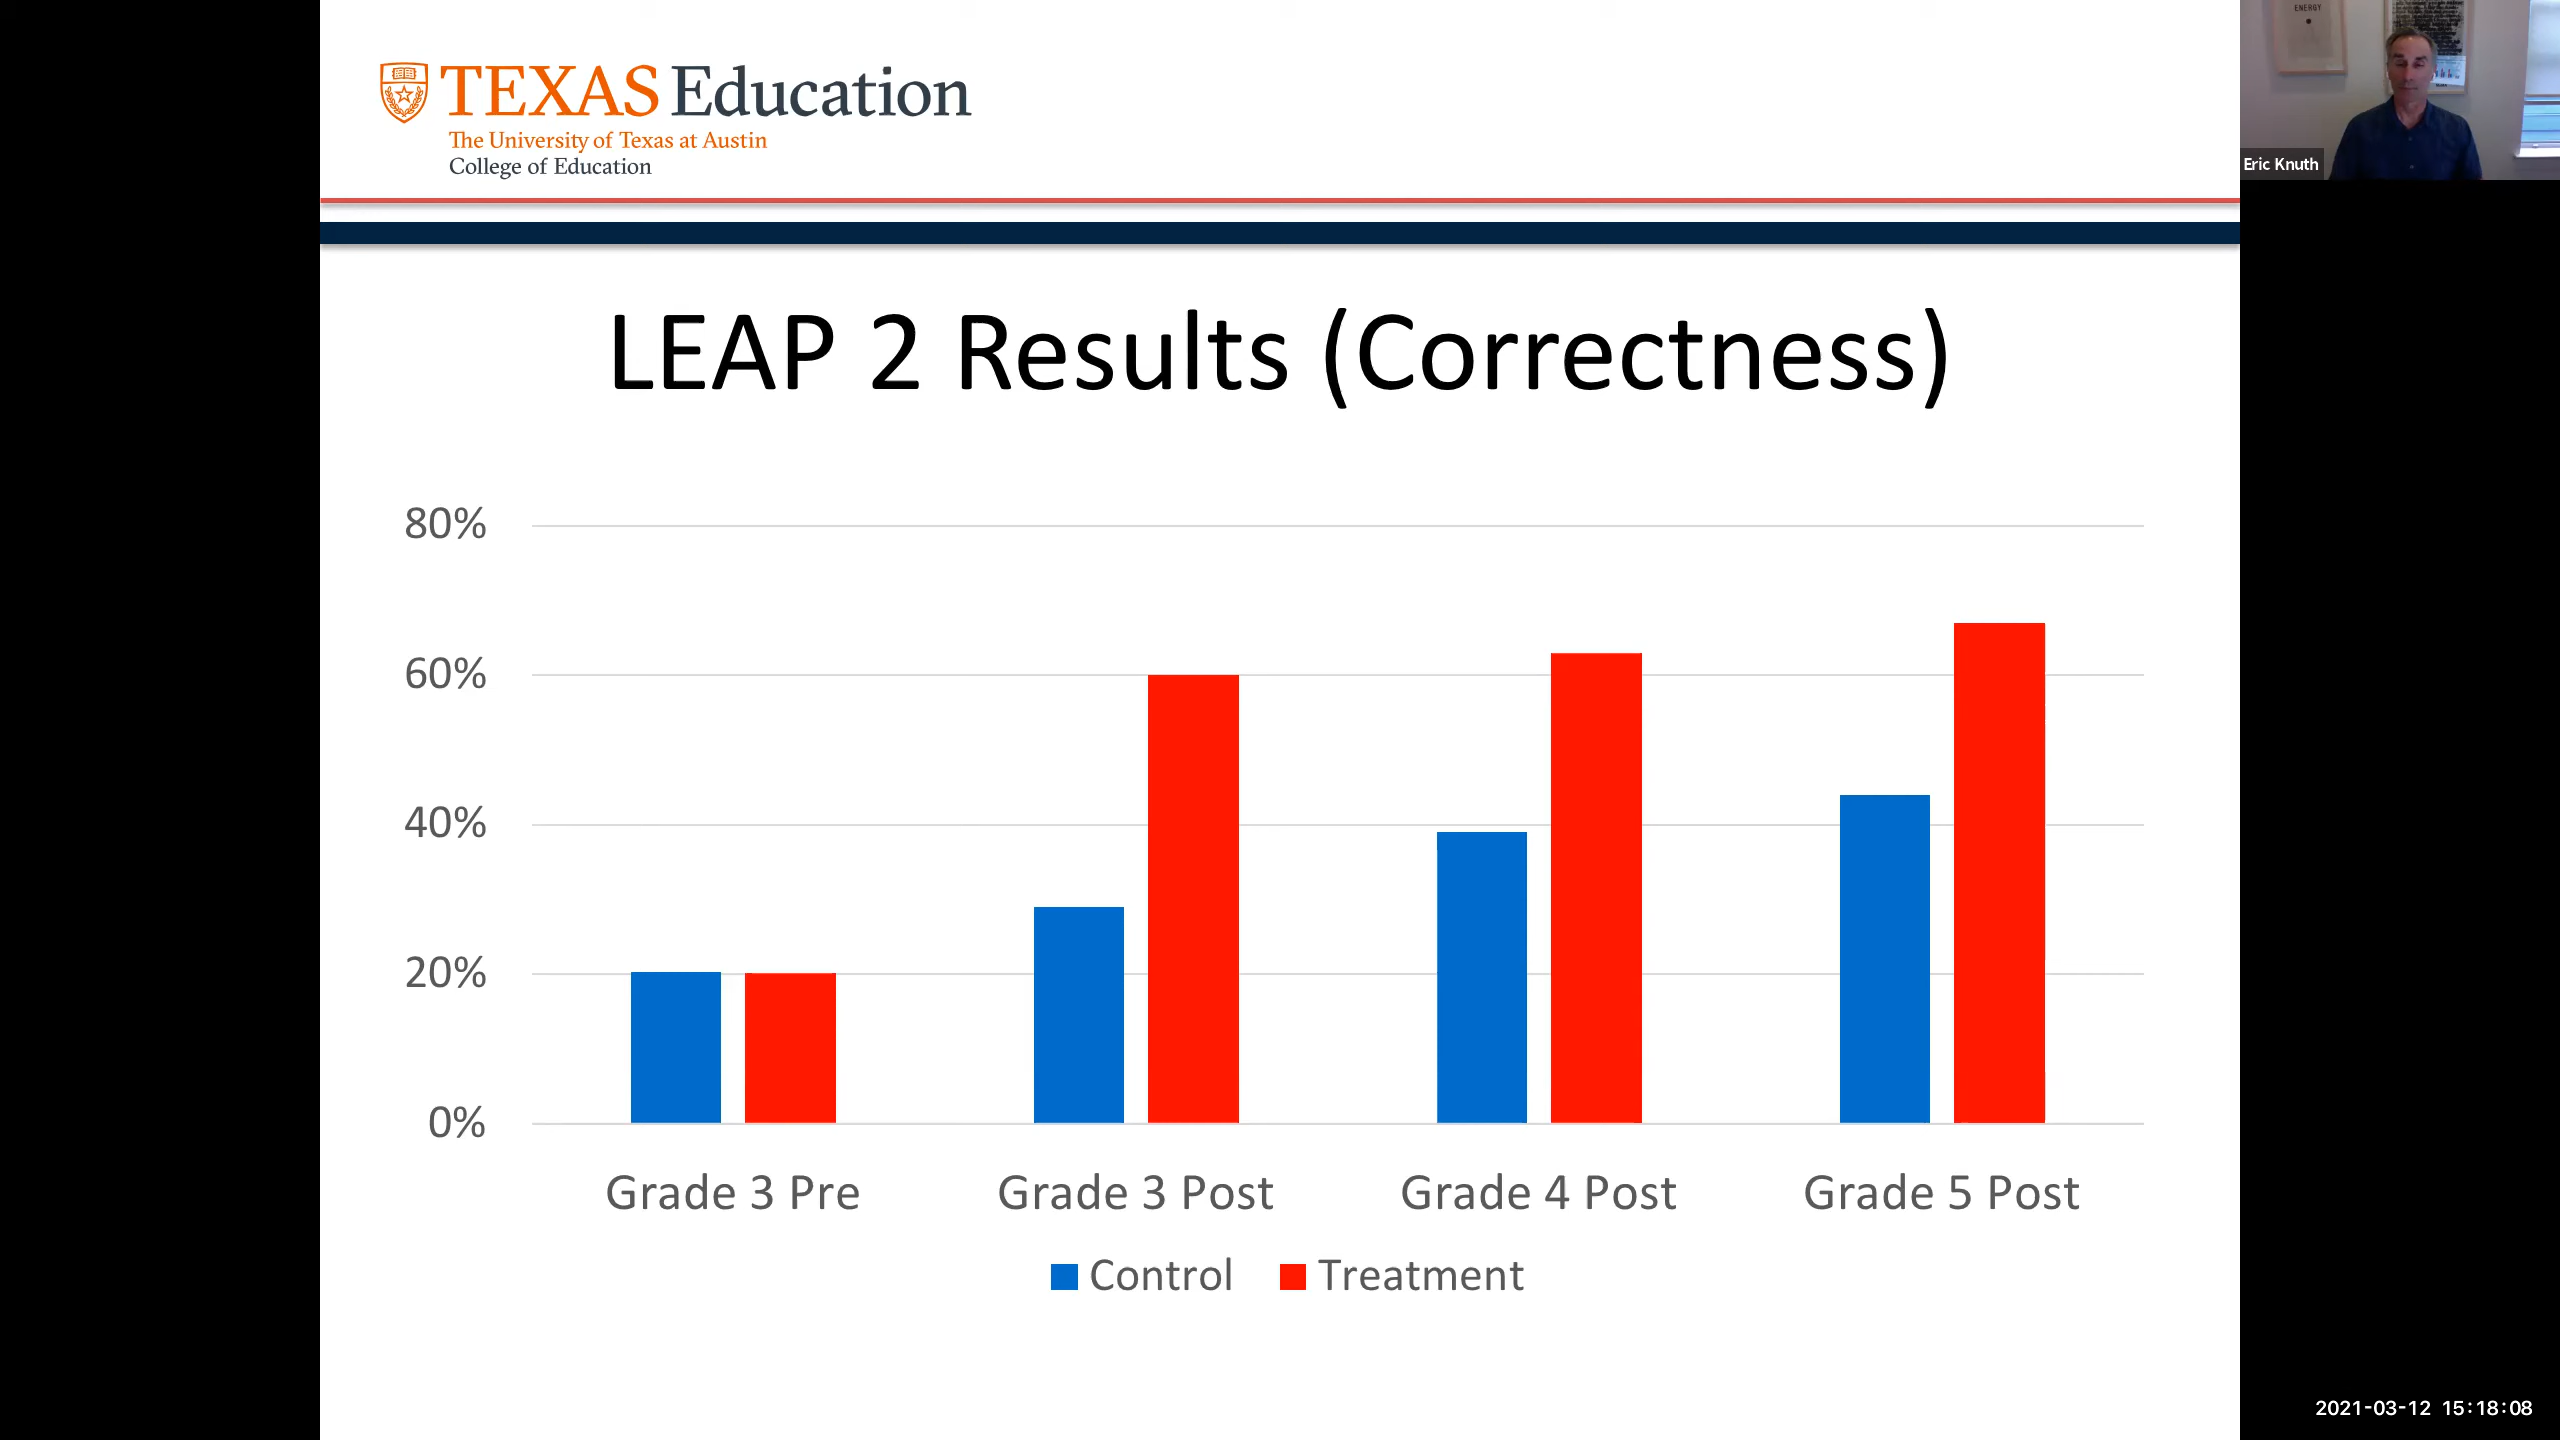 TEXAS Education
The University of Texas at Austin
College of Education
ENERGY
Eric Knuth
LEAP 2 Results (Correctness)
80%
60%
40%
20%
0%
Grade 3 Pre
Grade 3 Post
Grade 4 Post
Grade 5 Post
Control
Treatment
2021-03-12 15:18:08